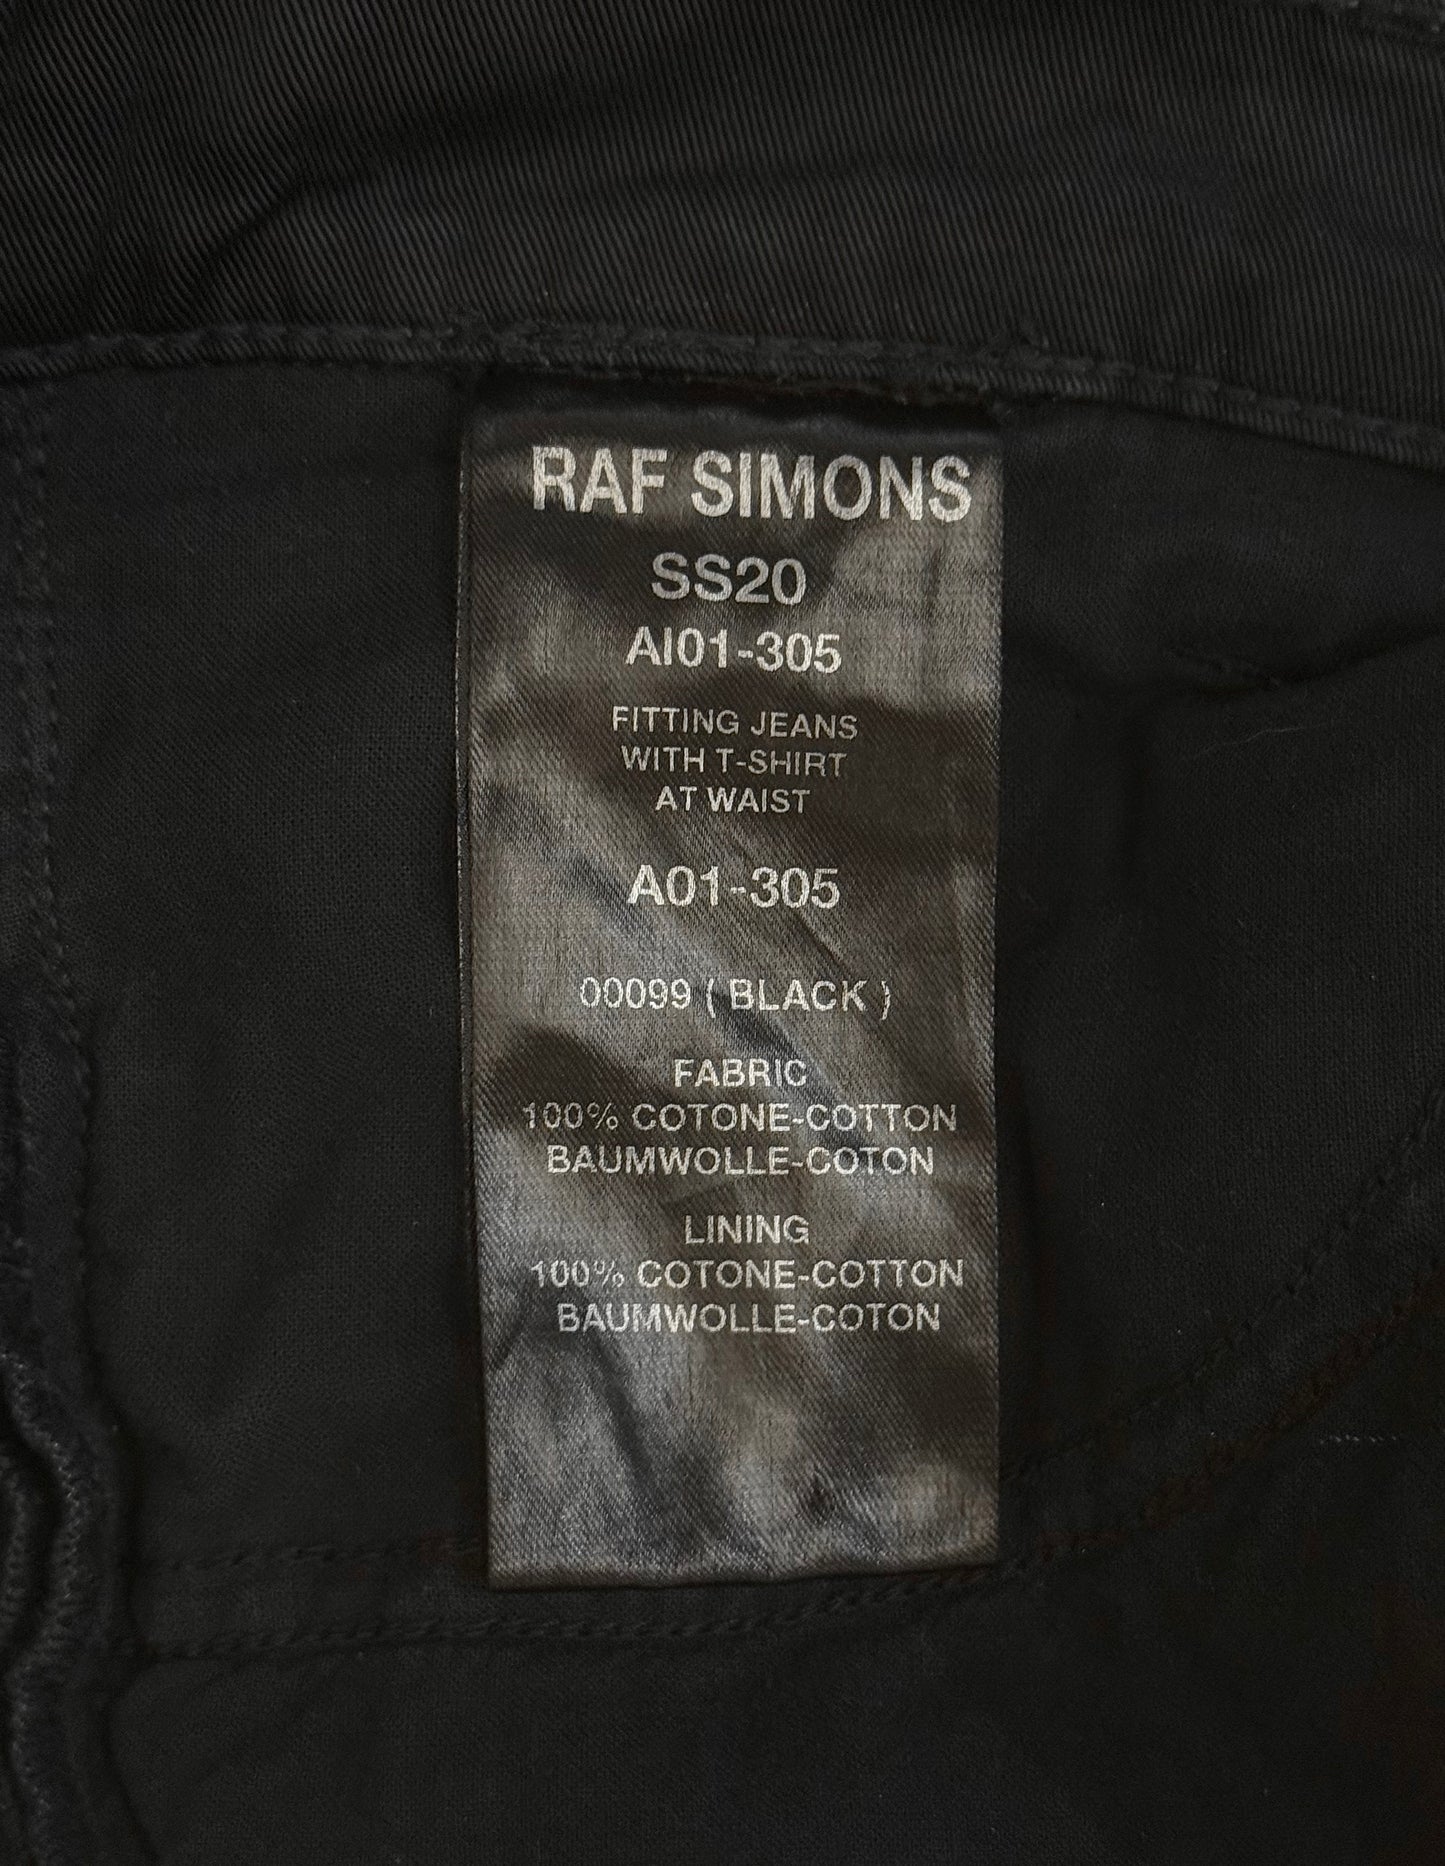 RAF SIMONS
SS20
AI01-305
FITTING JEANS
WITH T-SHIRT
AT WAIST
A01-305
00099 ( BLACK )
FABRIC
100% COTONE-COTTON
BAUMWOLLE-COTON
LINING
100% COTONE-COTTON
BAUMWOLLE-COTON